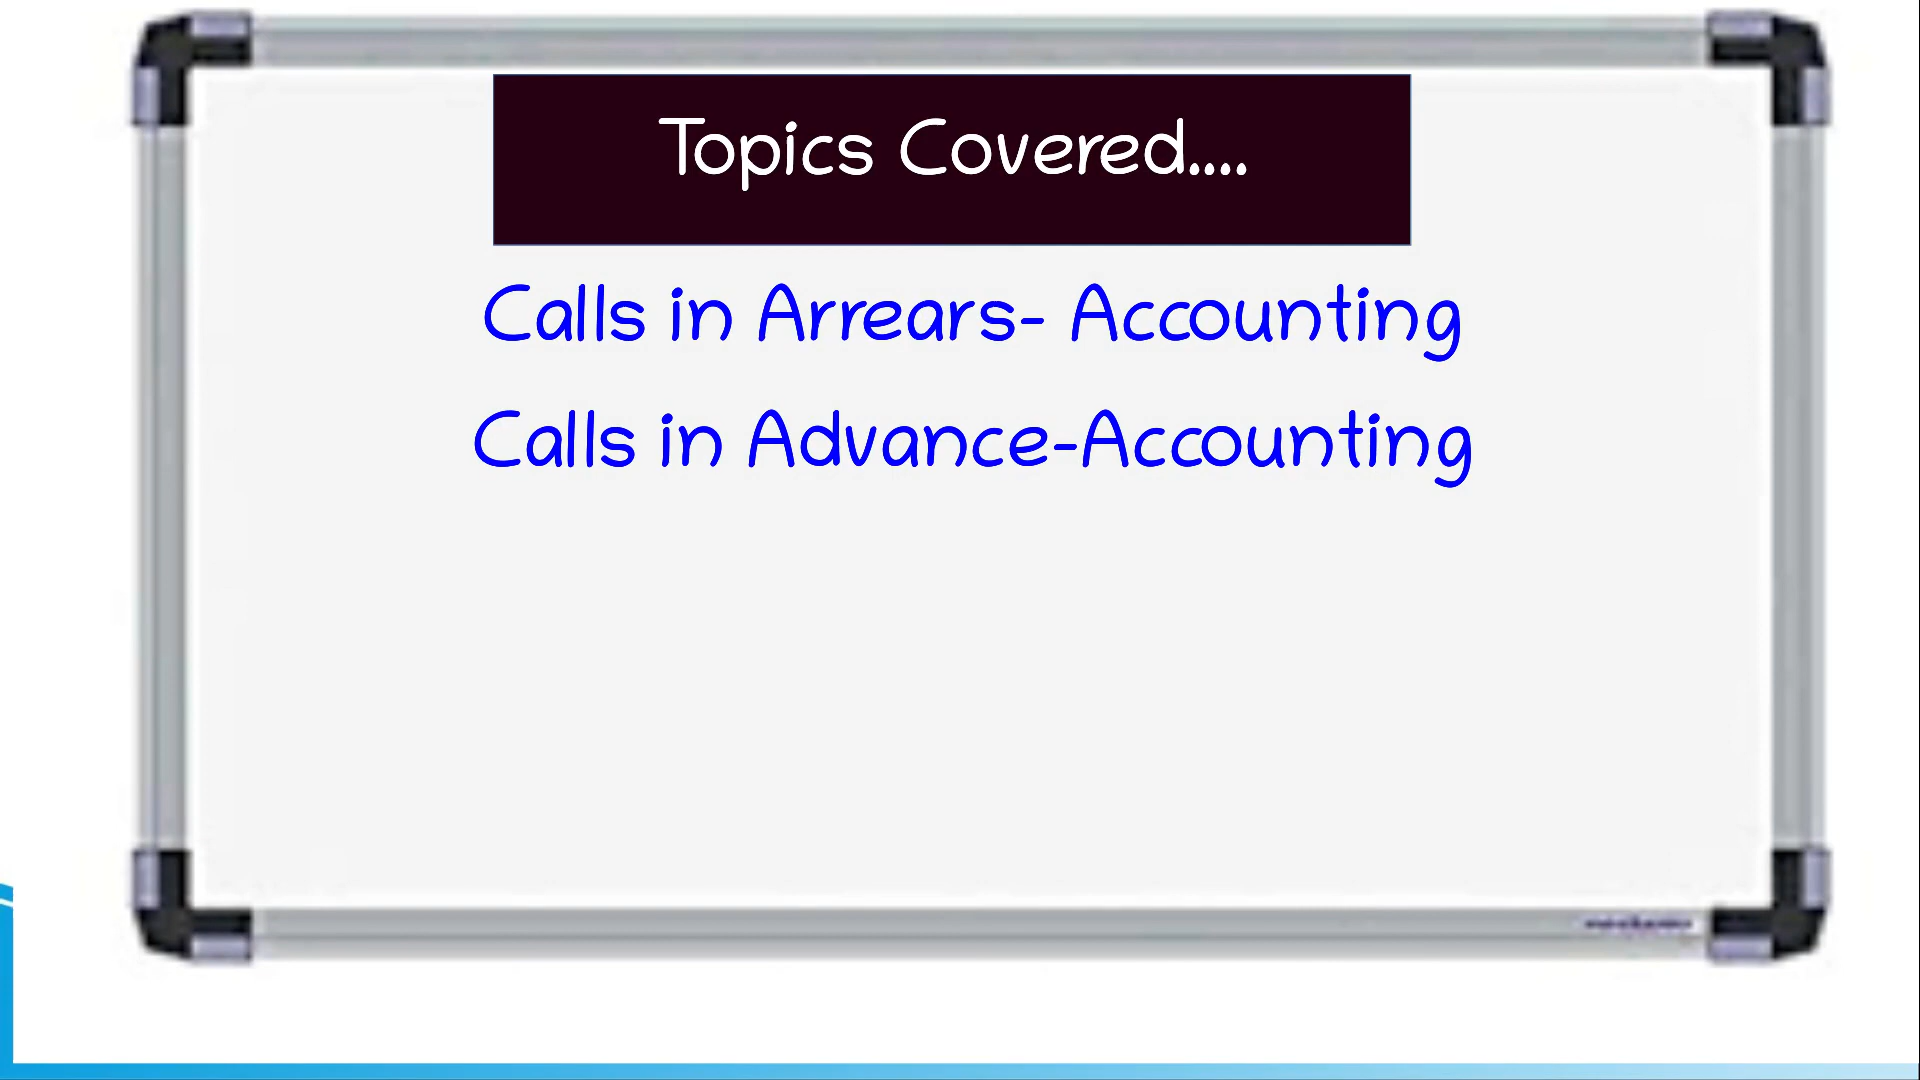 Topics Covered....
Calls in Arrears- Accounting
Calls in Advance-Accounting